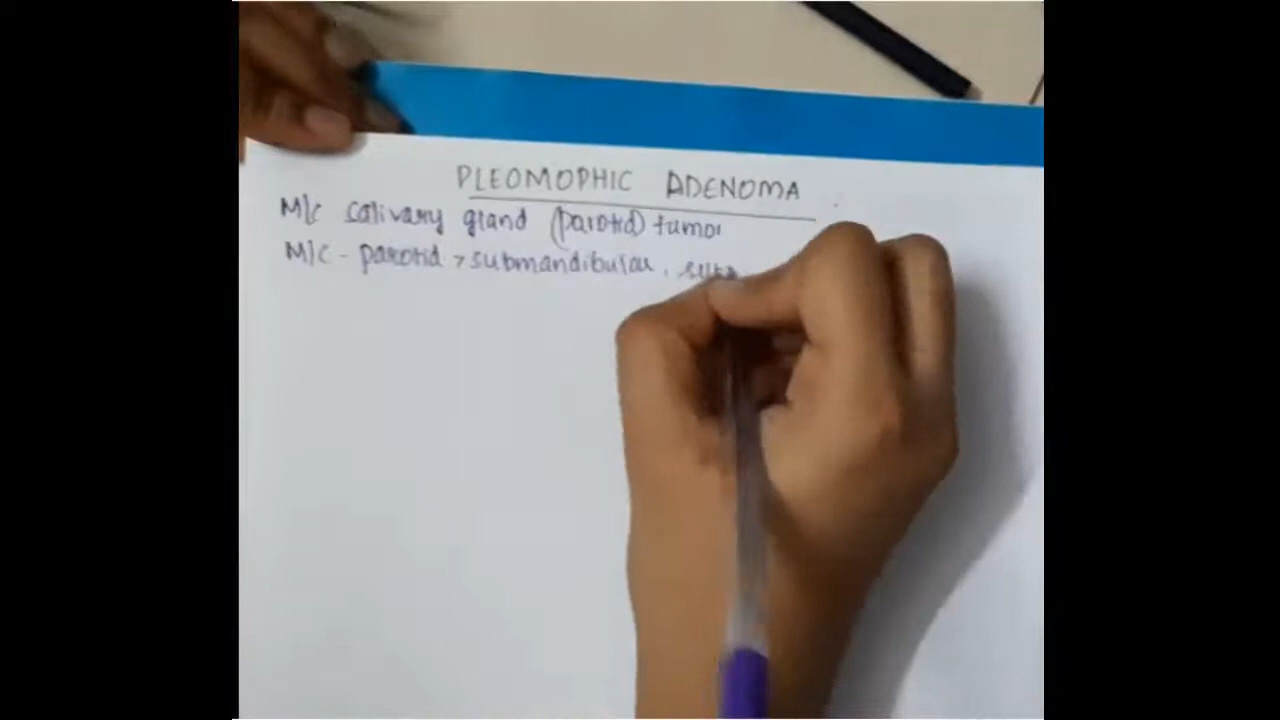 PLEOMOPHIC ADENOMA
M/c salivary gland (parotid) tumor
M/c - parotid > submandibular,